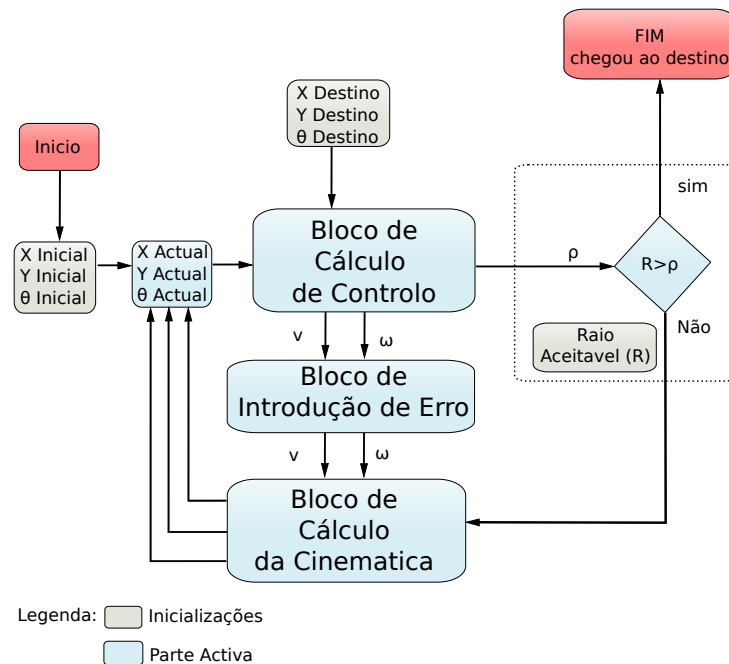 FIM
chegou ao destino
X Destino
Y Destino
θ Destino
Inicio
sim
X Inicial
Y Inicial
θ Inicial
X Actual
Y Actual
θ Actual
Bloco de
Cálculo
de Controlo
ρ
R>ρ
Não
Raio
Aceitavel (R)
v
ω
Bloco de
Introdução de Erro
v
ω
Bloco de
Cálculo
da Cinematica
Legenda:
Inicializações
Parte Activa